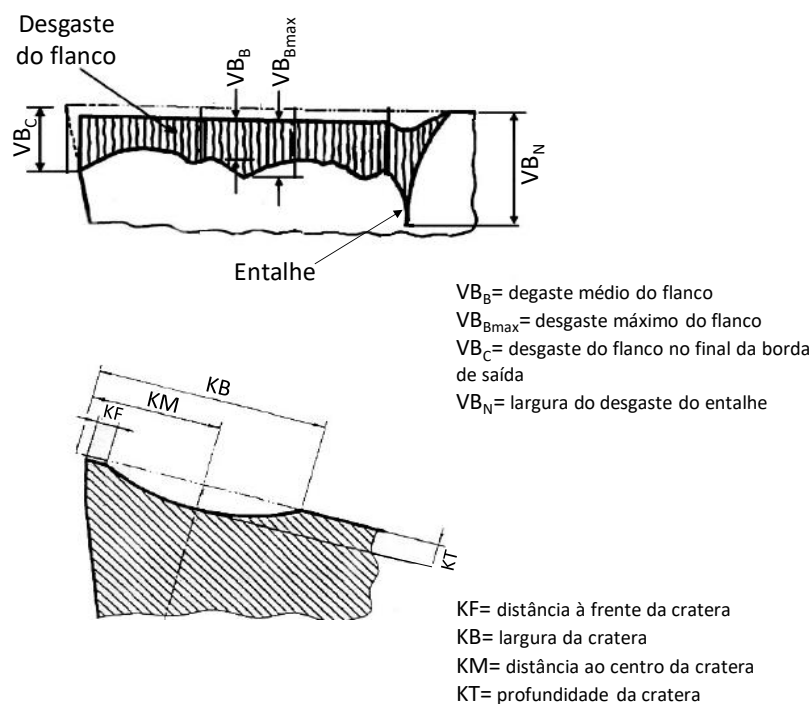 Desgaste
do flanco
VB_B
VB_Bmax
VB_C
VB_N
Entalhe
VB_B= degaste médio do flanco
VB_Bmax= desgaste máximo do flanco
VB_C= desgaste do flanco no final da borda
de saída
VB_N= largura do desgaste do entalhe
KB
KM
KF
KT
KF= distância à frente da cratera
KB= largura da cratera
KM= distância ao centro da cratera
KT= profundidade da cratera